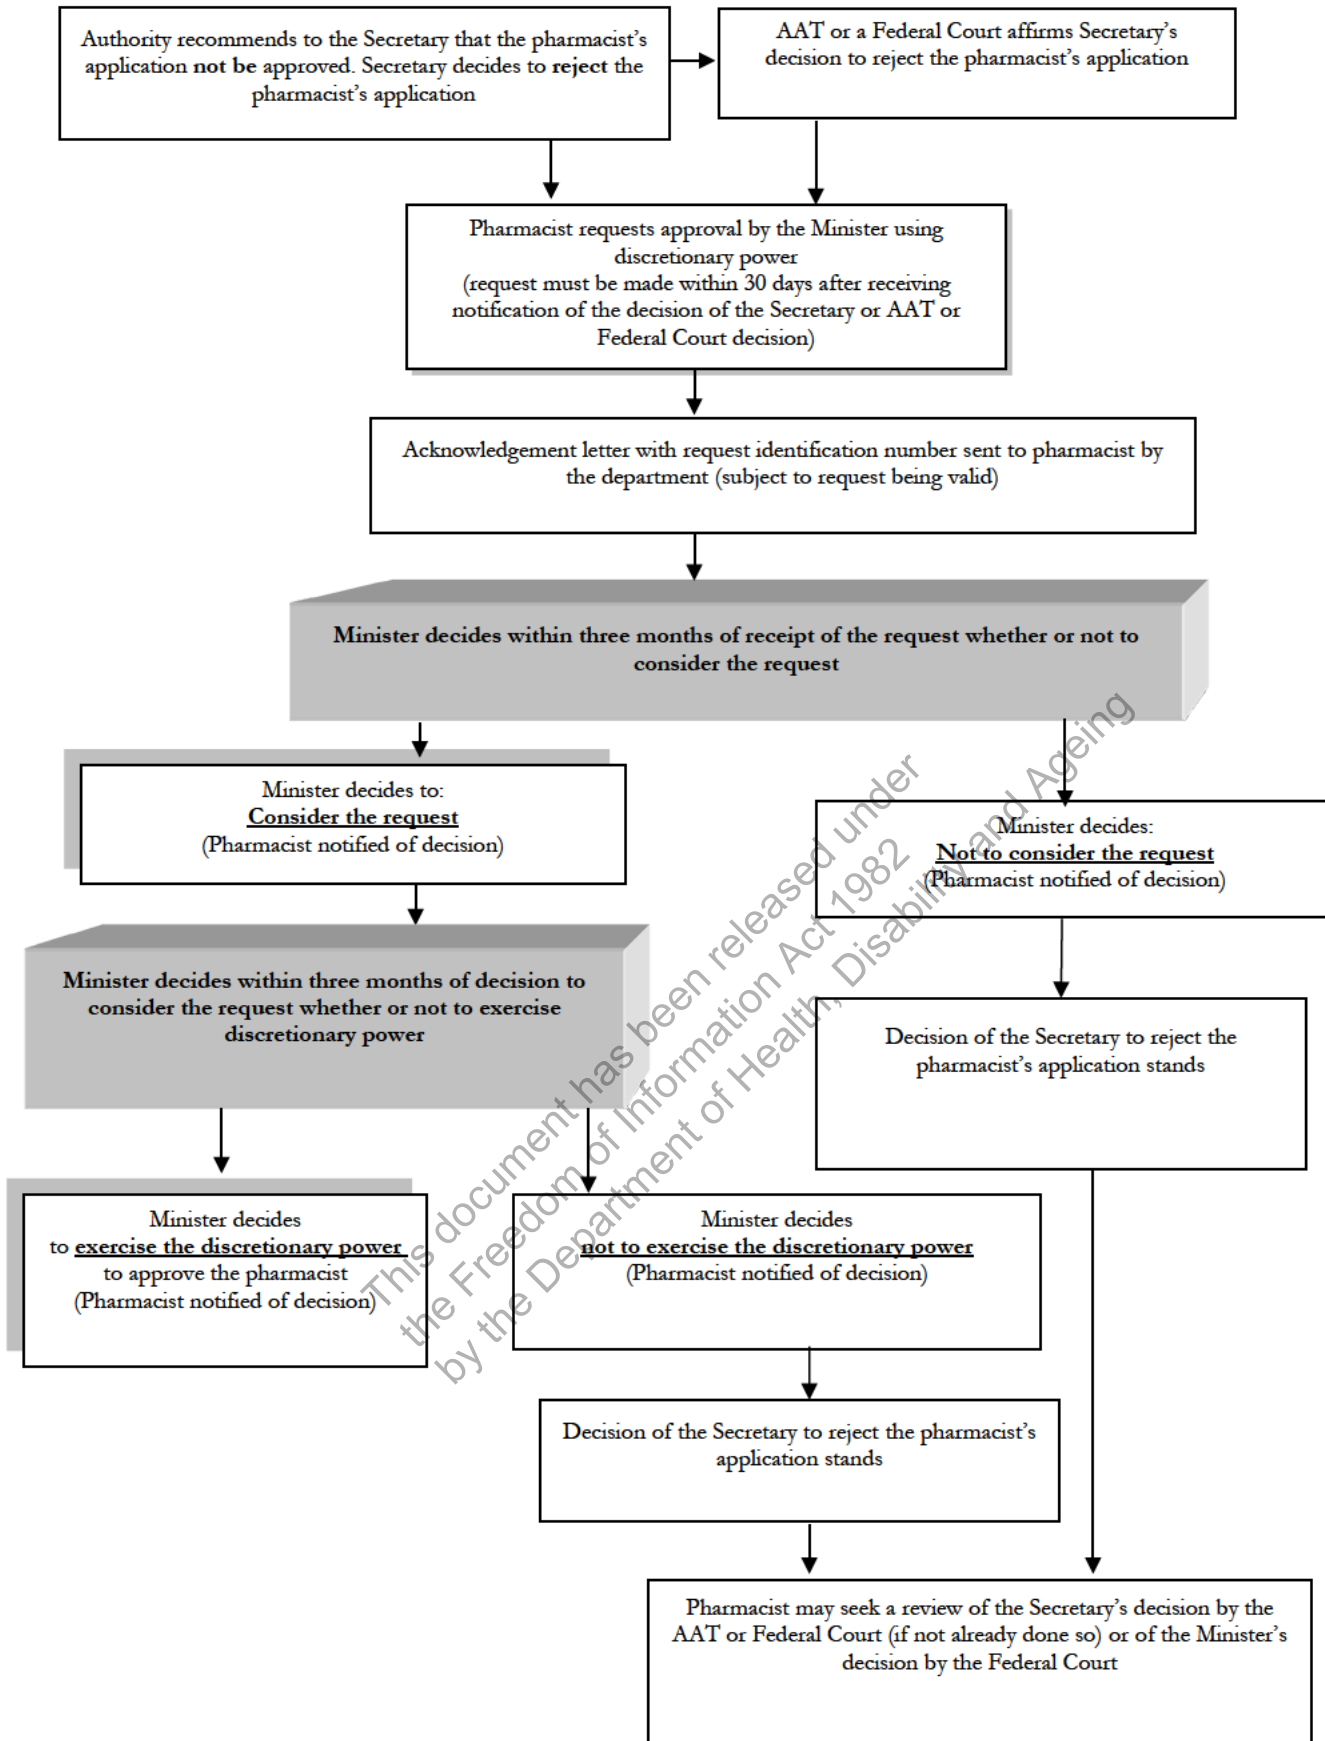 Authority recommends to the Secretary that the pharmacist's
application not be approved. Secretary decides to reject the
pharmacist's application
AAT or a Federal Court affirms Secretary's
decision to reject the pharmacist's application
Pharmacist requests approval by the Minister using
discretionary power
(request must be made within 30 days after receiving
notification of the decision of the Secretary or AAT or
Federal Court decision)
Acknowledgement letter with request identification number sent to pharmacist by
the department (subject to request being valid)
Minister decides within three months of receipt of the request whether or not to
consider the request
Minister decides to:
Consider the request
(Pharmacist notified of decision)
Minister decides:
Not to consider the request
(Pharmacist notified of decision)
Minister decides within three months of decision to
consider the request whether or not to exercise
discretionary power
Decision of the Secretary to reject the
pharmacist's application stands
Minister decides
to exercise the discretionary power
to approve the pharmacist
(Pharmacist notified of decision)
Minister decides
not to exercise the discretionary power
(Pharmacist notified of decision)
Decision of the Secretary to reject the pharmacist's
application stands
Pharmacist may seek a review of the Secretary's decision by the
AAT or Federal Court (if not already done so) or of the Minister's
decision by the Federal Court
This document has been released under
the Freedom of Information Act 1982
by the Department of Health, Disability and Ageing